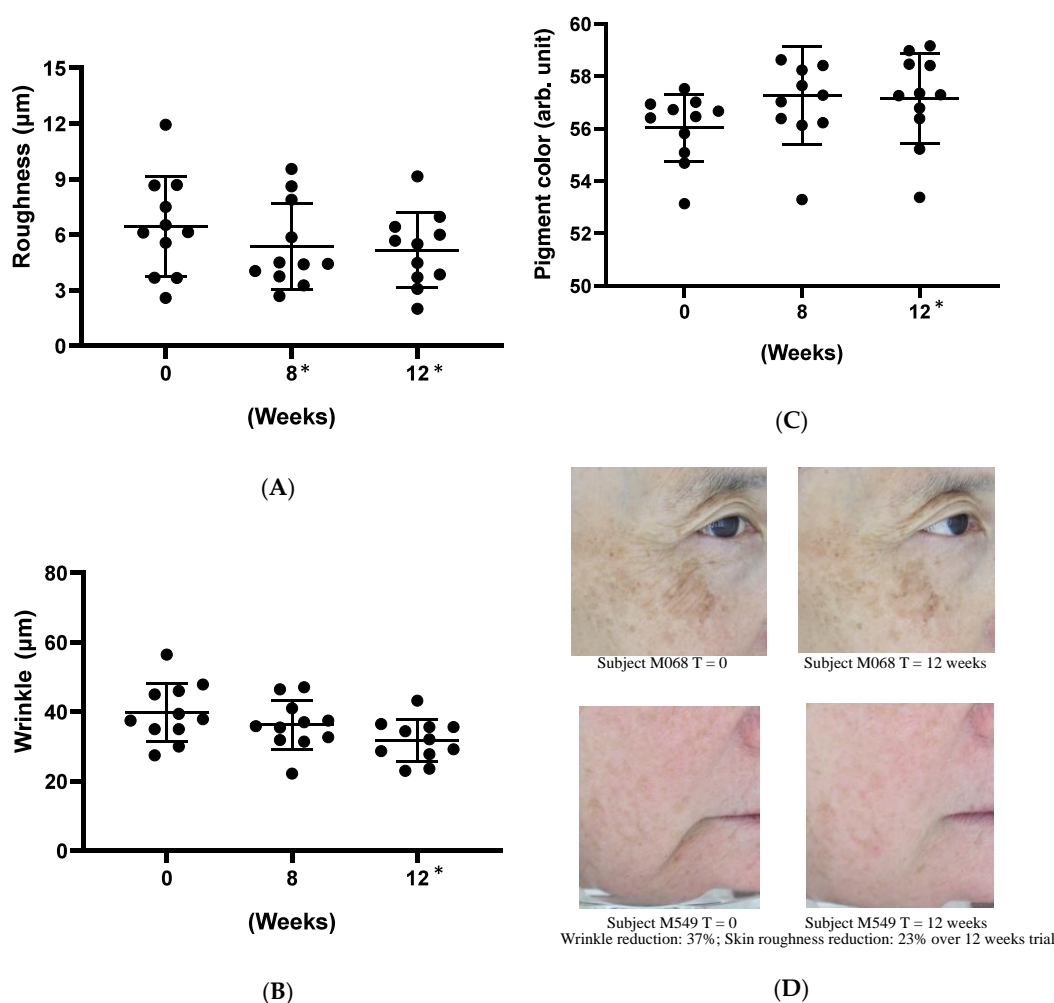 Roughness (µm)
15
12
9
6
3
0
0
8*
12*
(Weeks)
(A)
Wrinkle (µm)
80
60
40
20
0
0
8
12*
(Weeks)
(B)
Pigment color (arb. unit)
60
58
56
54
52
50
0
8
12*
(Weeks)
(C)
Subject M068 T = 0
Subject M068 T = 12 weeks
Subject M549 T = 0
Subject M549 T = 12 weeks
Wrinkle reduction: 37%; Skin roughness reduction: 23% over 12 weeks trial
(D)